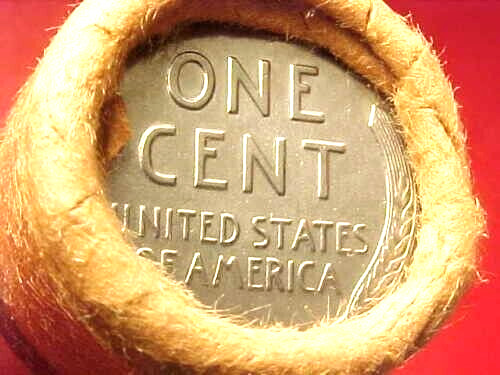 ONE
CENT
UNITED STATES
OF AMERICA